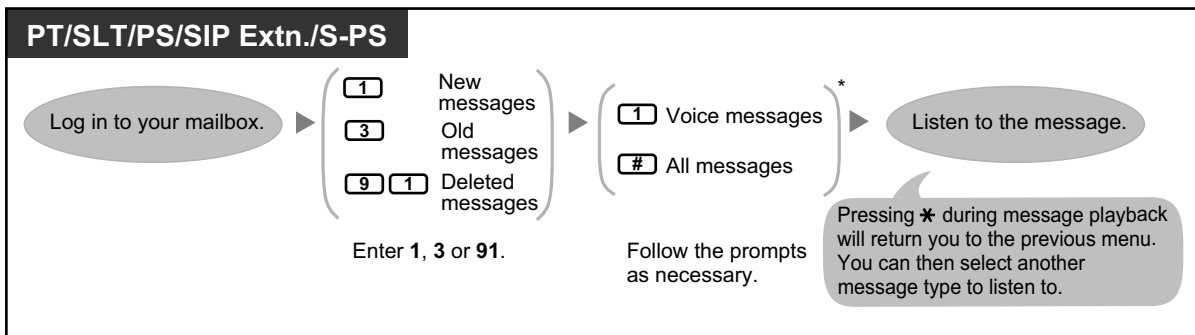 PT/SLT/PS/SIP Extn./S-PS
Log in to your mailbox.
1 New
messages
3 Old
messages
9 1 Deleted
messages
Enter 1, 3 or 91.
*
1 Voice messages
# All messages
Follow the prompts
as necessary.
Listen to the message.
Pressing * during message playback
will return you to the previous menu.
You can then select another
message type to listen to.